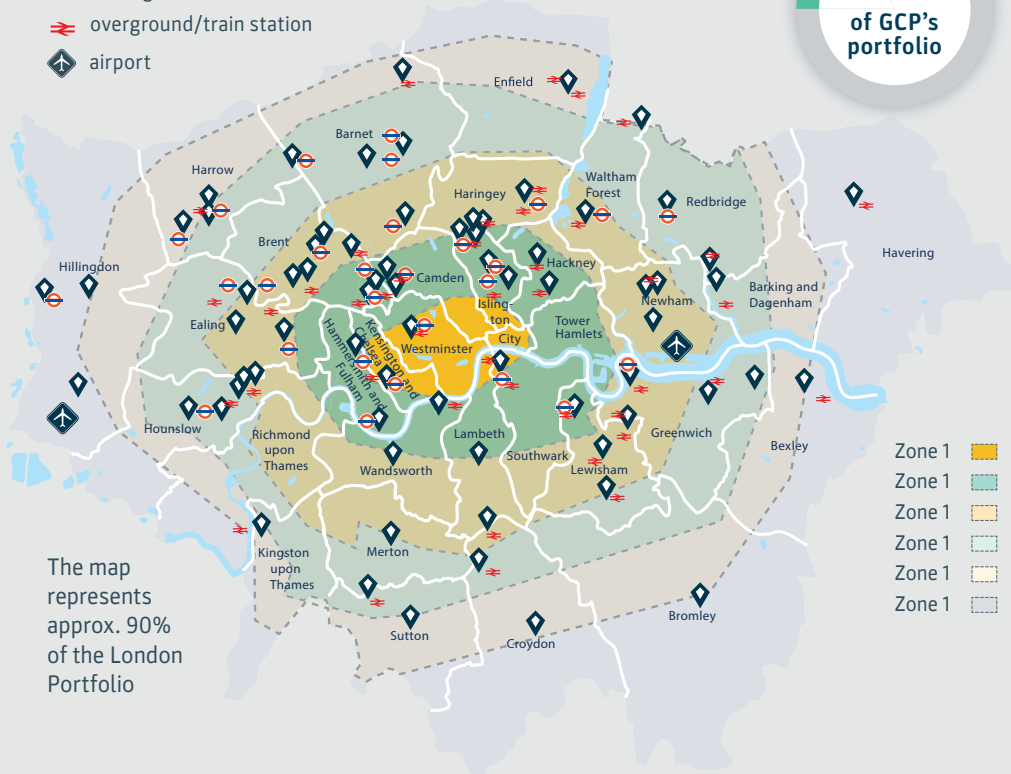 overground/train station
airport
of GCP's
portfolio
Enfield
Barnet
Harrow
Haringey
Waltham
Forest
Redbridge
Brent
Havering
Hillingdon
Camden
Hackney
Isling-
ton
Newham
Barking and
Dagenham
Ealing
Tower
Hamlets
City
Westminster
Kensington and
Chelsea
Hammersmith and
Fulham
Hounslow
Richmond
upon
Thames
Lambeth
Southwark
Greenwich
Bexley
Wandsworth
Lewisham
Merton
Kingston
upon
Thames
Sutton
Croydon
Bromley
Zone 1
Zone 1
Zone 1
Zone 1
Zone 1
Zone 1
The map
represents
approx. 90%
of the London
Portfolio